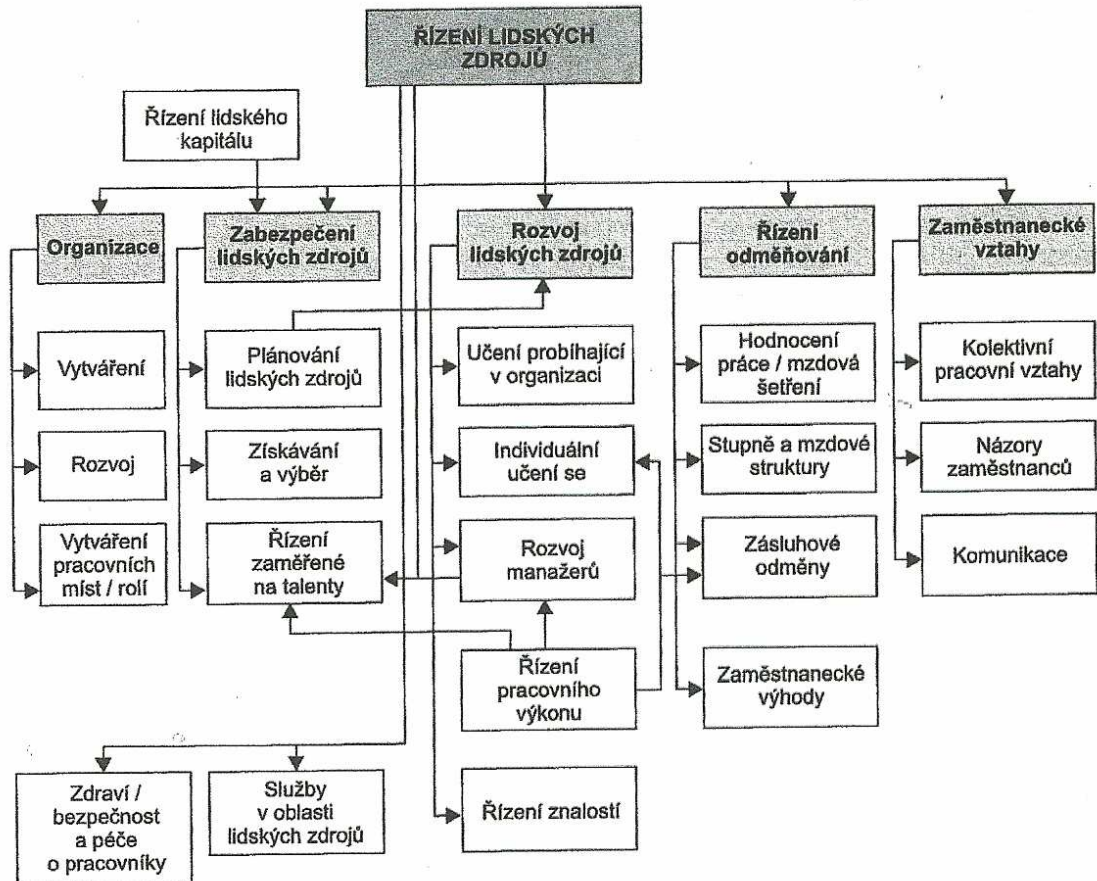 ŘÍZENÍ LIDSKÝCH
ZDROJŮ
Řízení lidského
kapitálu
Organizace
Zabezpečení
lidských zdrojů
Rozvoj
lidských zdrojů
Řízení
odměňování
Zaměstnanecké
vztahy
Vytváření
Plánování
lidských zdrojů
Učení probíhající
v organizaci
Hodnocení
práce / mzdová
šetření
Kolektivní
pracovní vztahy
Rozvoj
Získávání
a výběr
Individuální
učení se
Stupně a mzdové
struktury
Názory
zaměstnanců
Vytváření
pracovních
míst / rolí
Řízení
zaměřené
na talenty
Rozvoj
manažerů
Zásluhové
odměny
Komunikace
Řízení
pracovního
výkonu
Zaměstnanecké
výhody
Zdraví /
bezpečnost
a péče
o pracovníky
Služby
v oblasti
lidských zdrojů
Řízení znalostí